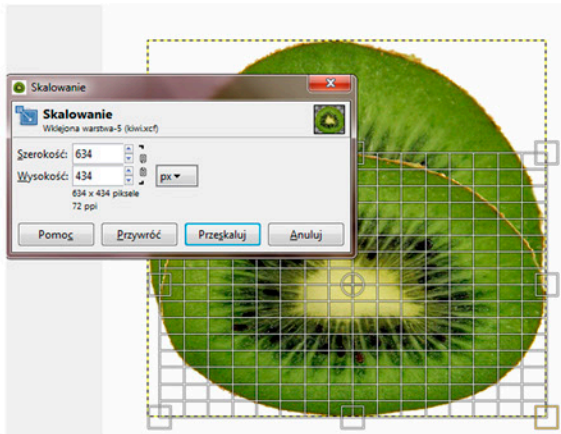 Skalowanie
Skalowanie
Wklejona warstwa-5 (kiwi.xcf)
Szerokość: 634
Wysokość: 434 px
634 x 434 piksele
72 ppi
Pomoc Przywróć Przeskaluj Anuluj